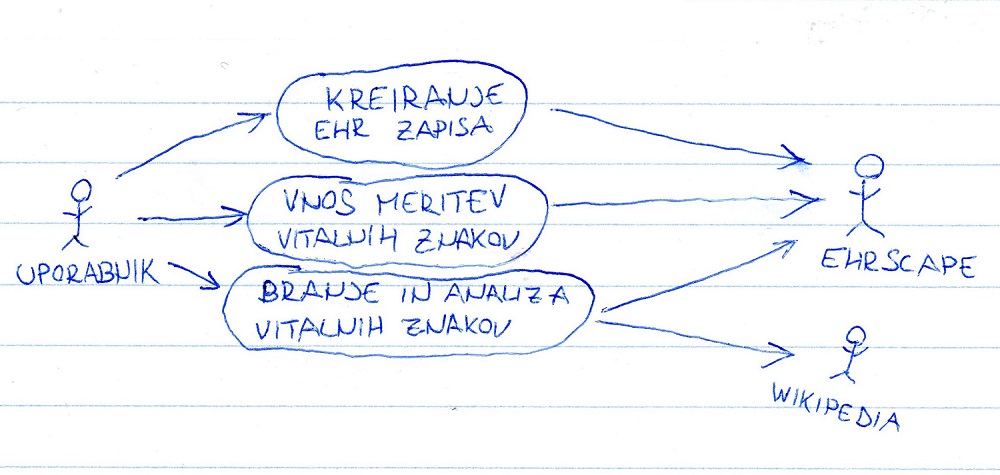 KREIRANJE
EHR ZAPISA
VNOS MERITEV
VITALNIH ZNAKOV
UPORABNIK
EHRSCAPE
BRANJE IN ANALIZA
VITALNIH ZNAKOV
WIKIPEDIA